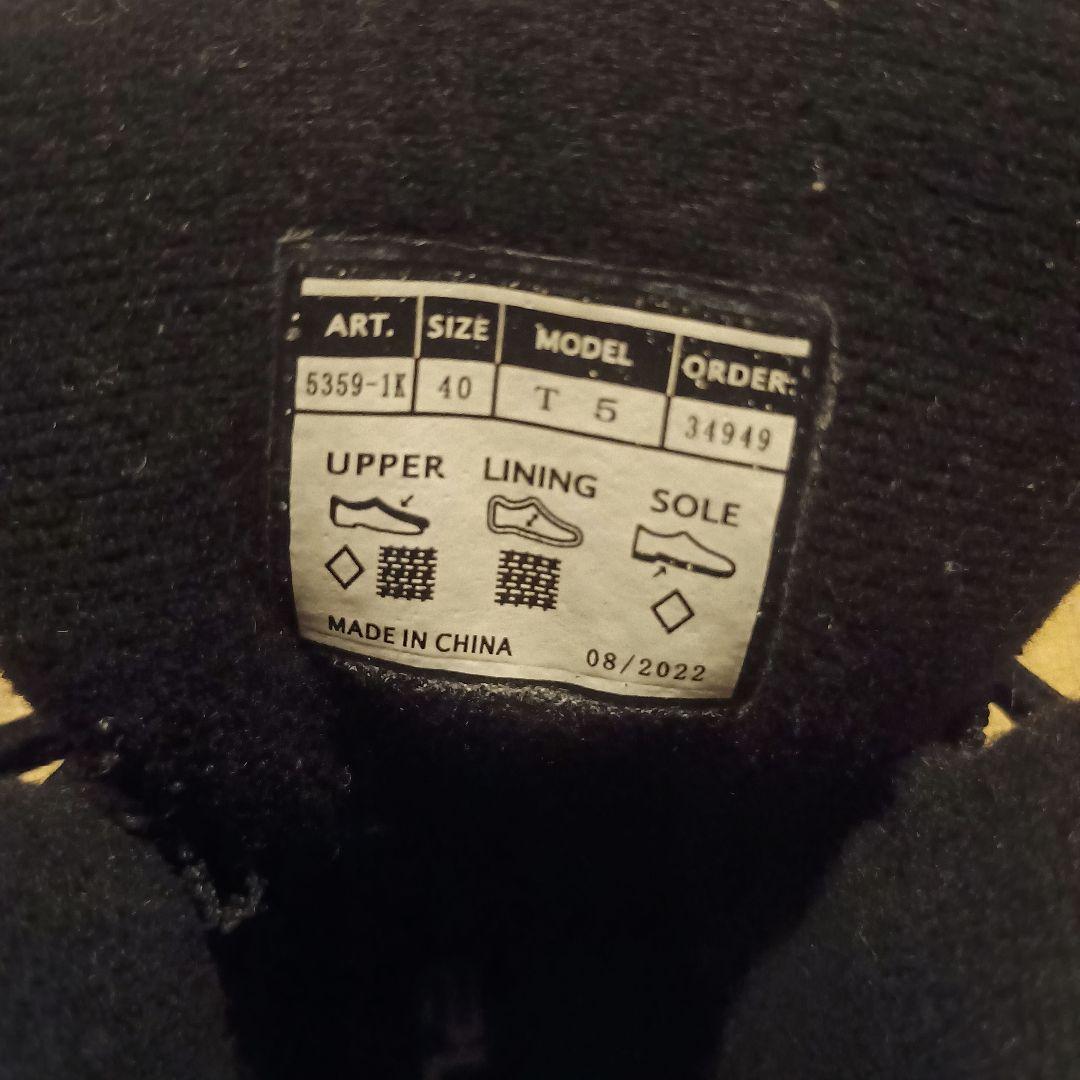 ART. SIZE MODEL ORDER:
5359-1K 40 T 5 34949
UPPER LINING SOLE
MADE IN CHINA 08/2022